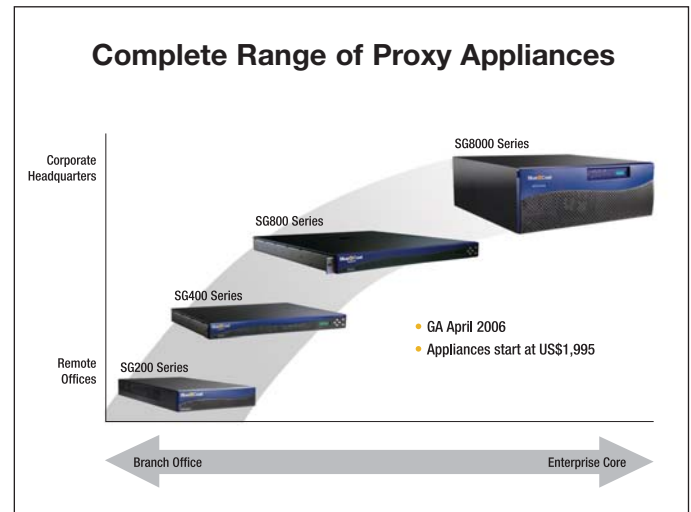 Complete Range of Proxy Appliances
Corporate
Headquarters
SG8000 Series
SG800 Series
SG400 Series
• GA April 2006
• Appliances start at US$1,995
Remote
Offices
SG200 Series
Branch Office
Enterprise Core